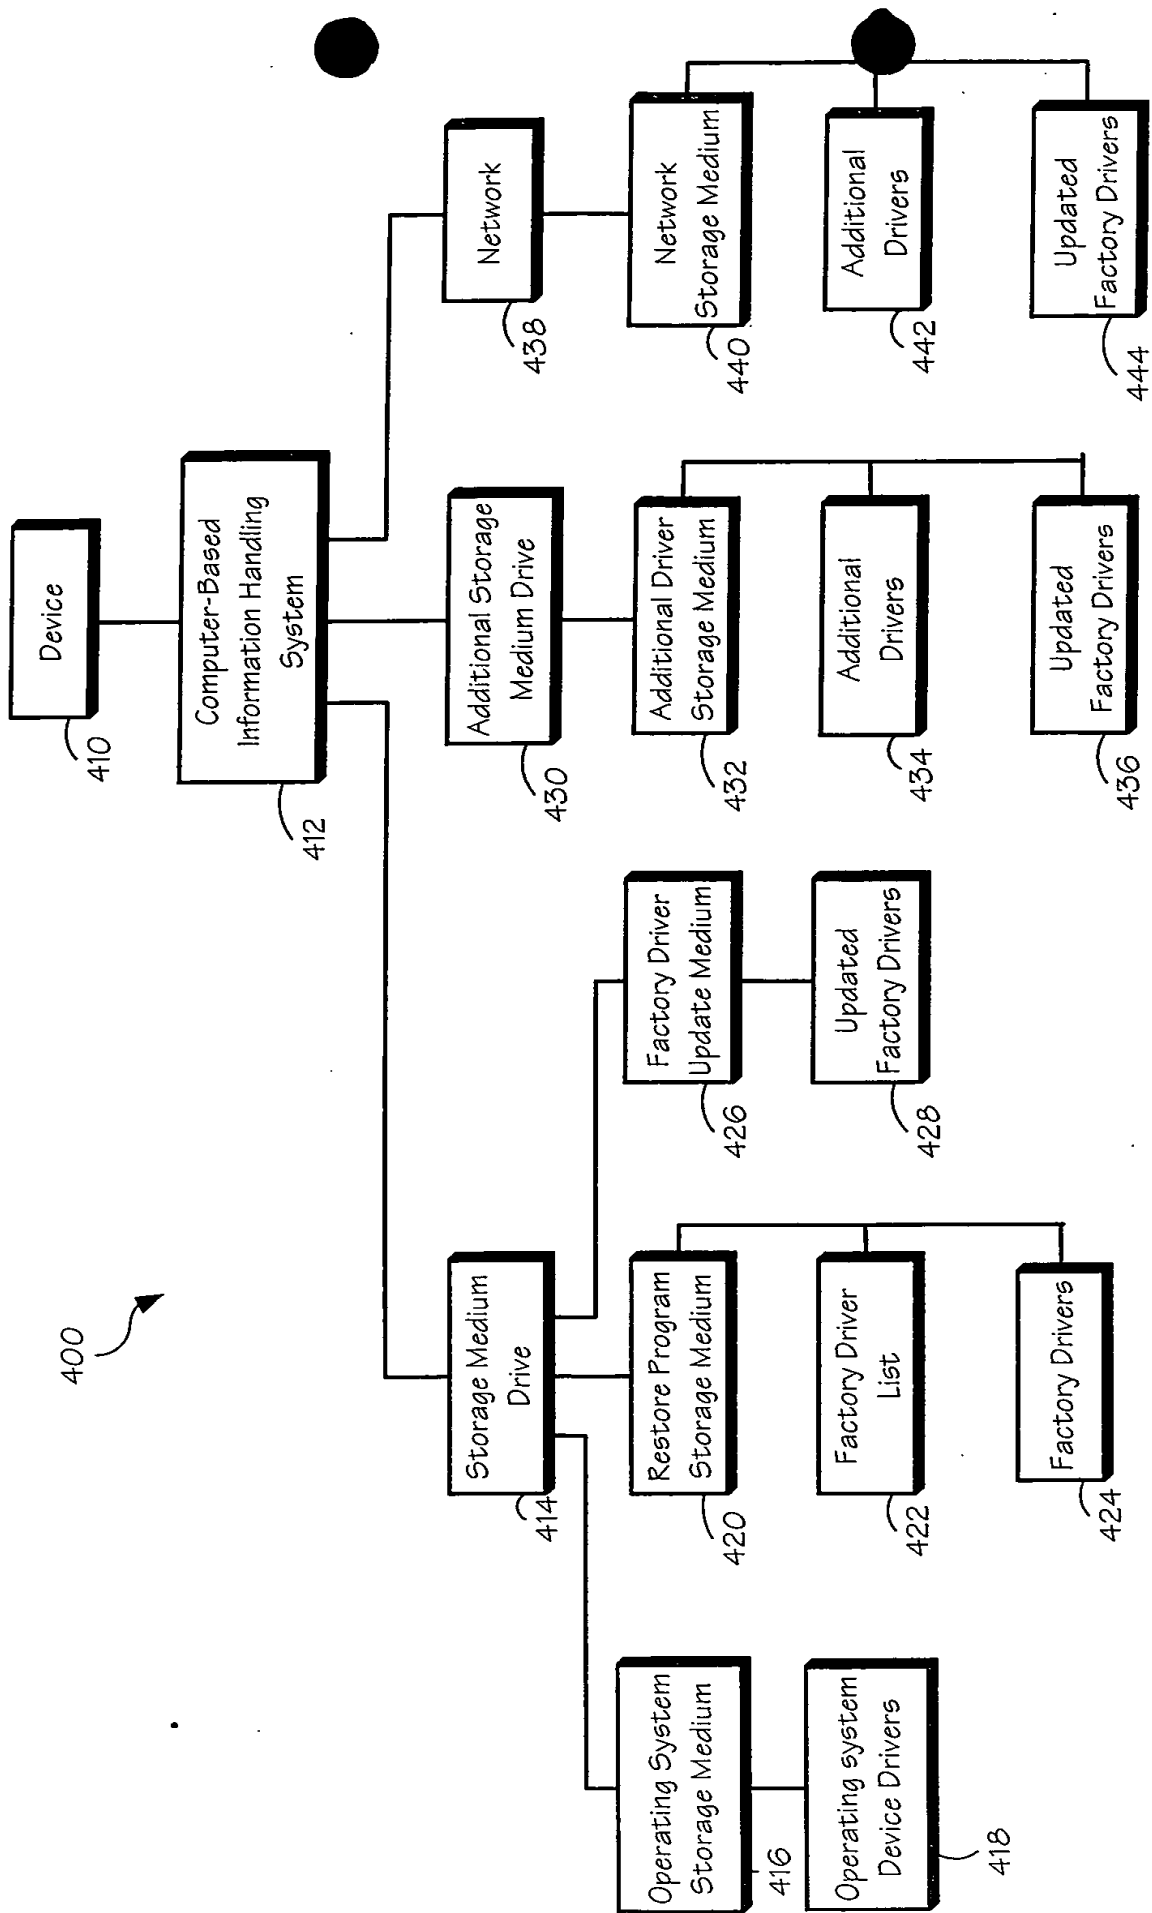 400
Device
410
Computer-Based
Information Handling
System
412
Storage Medium
Drive
414
Additional Storage
Medium Drive
430
Network
438
Operating System
Storage Medium
416
Restore Program
Storage Medium
420
Factory Driver
Update Medium
426
Additional Driver
Storage Medium
432
Network
Storage Medium
440
Operating system
Device Drivers
418
Factory Driver
List
422
Updated
Factory Drivers
428
Additional
Drivers
434
Additional
Drivers
442
Factory Drivers
424
Updated
Factory Drivers
436
Updated
Factory Drivers
444